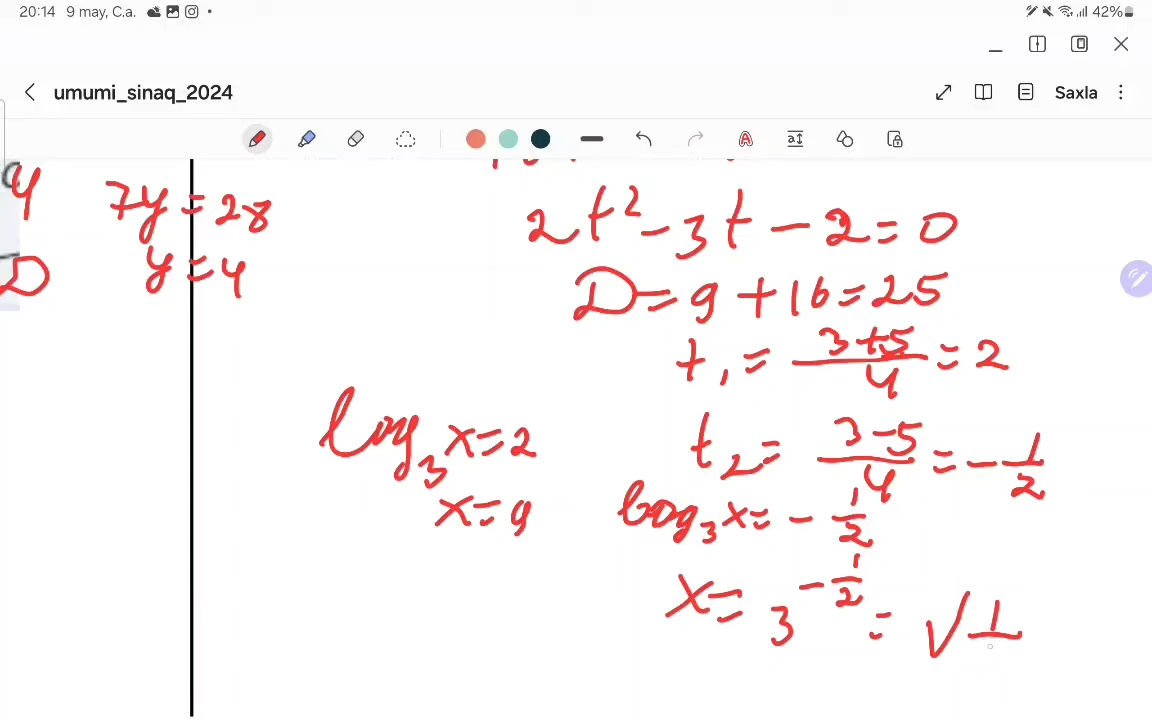 20:14 9 may, C.a. 42%
umumi_sinaq_2024 Saxla
y 7y = 28
D y = 4
2t² - 3t - 2 = 0
D = 9 + 16 = 25
t₁ = (3+5)/4 = 2
log₃x = 2
x = 9
t₂ = (3-5)/4 = -1/2
log₃x = -1/2
x = 3^(-1/2) = √1/